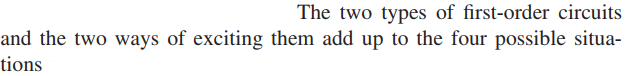 The two types of first-order circuits
and the two ways of exciting them add up to the four possible situa-
tions